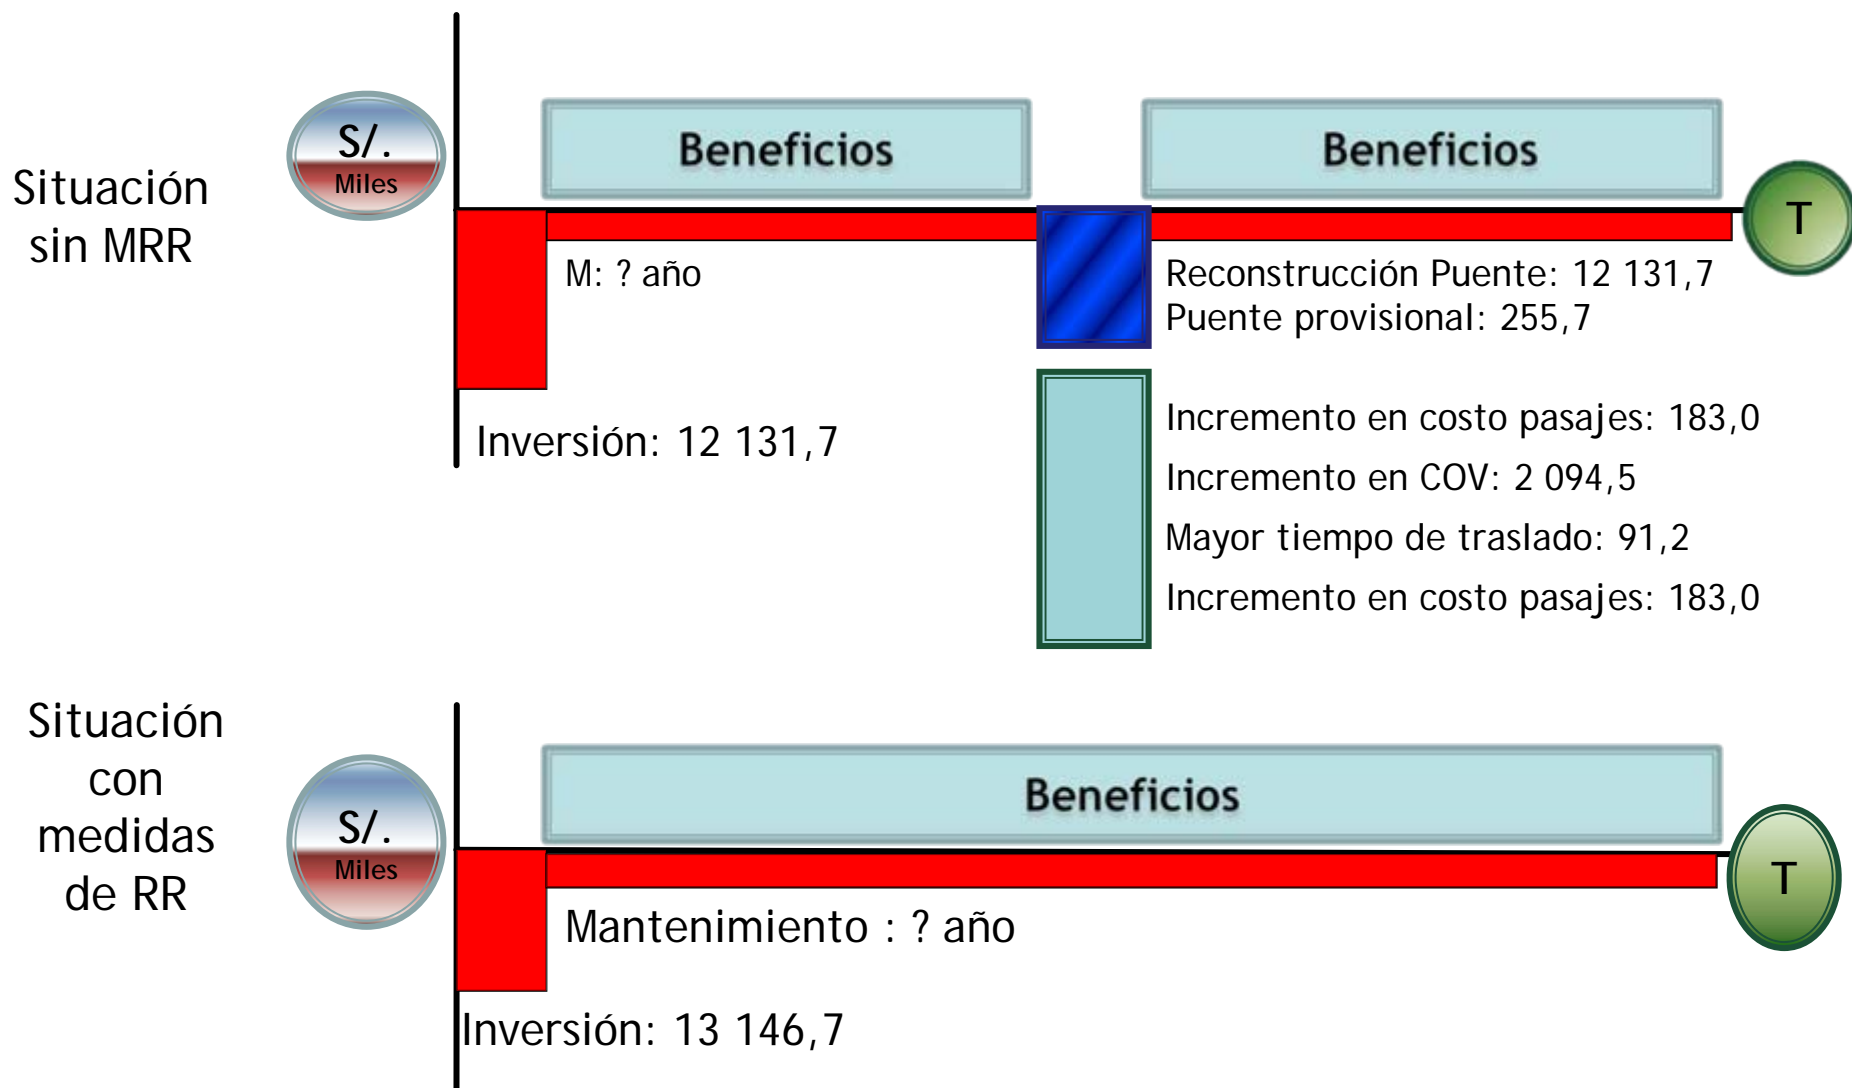 Situación
sin MRR
S/.
Miles
Beneficios
Beneficios
T
M: ? año
Reconstrucción Puente: 12 131,7
Puente provisional: 255,7
Inversión: 12 131,7
Incremento en costo pasajes: 183,0
Incremento en COV: 2 094,5
Mayor tiempo de traslado: 91,2
Incremento en costo pasajes: 183,0
Situación
con
medidas
de RR
S/.
Miles
Beneficios
T
Mantenimiento : ? año
Inversión: 13 146,7